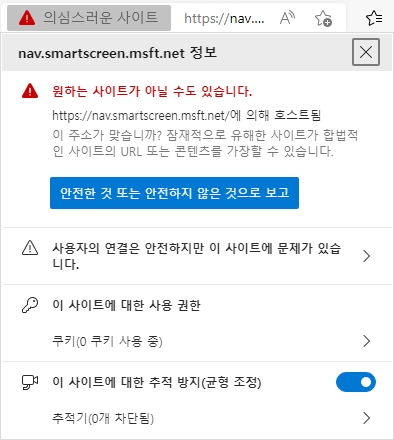 의심스러운 사이트 https://nav....
nav.smartscreen.msft.net 정보
원하는 사이트가 아닐 수도 있습니다.
https://nav.smartscreen.msft.net/에 의해 호스트됨
이 주소가 맞습니까? 잠재적으로 유해한 사이트가 합법적
인 사이트의 URL 또는 콘텐츠를 가장할 수 있습니다.
안전한 것 또는 안전하지 않은 것으로 보고
사용자의 연결은 안전하지만 이 사이트에 문제가 있습
니다.
이 사이트에 대한 사용 권한
쿠키(0 쿠키 사용 중)
이 사이트에 대한 추적 방지(균형 조정)
추적기(0개 차단됨)